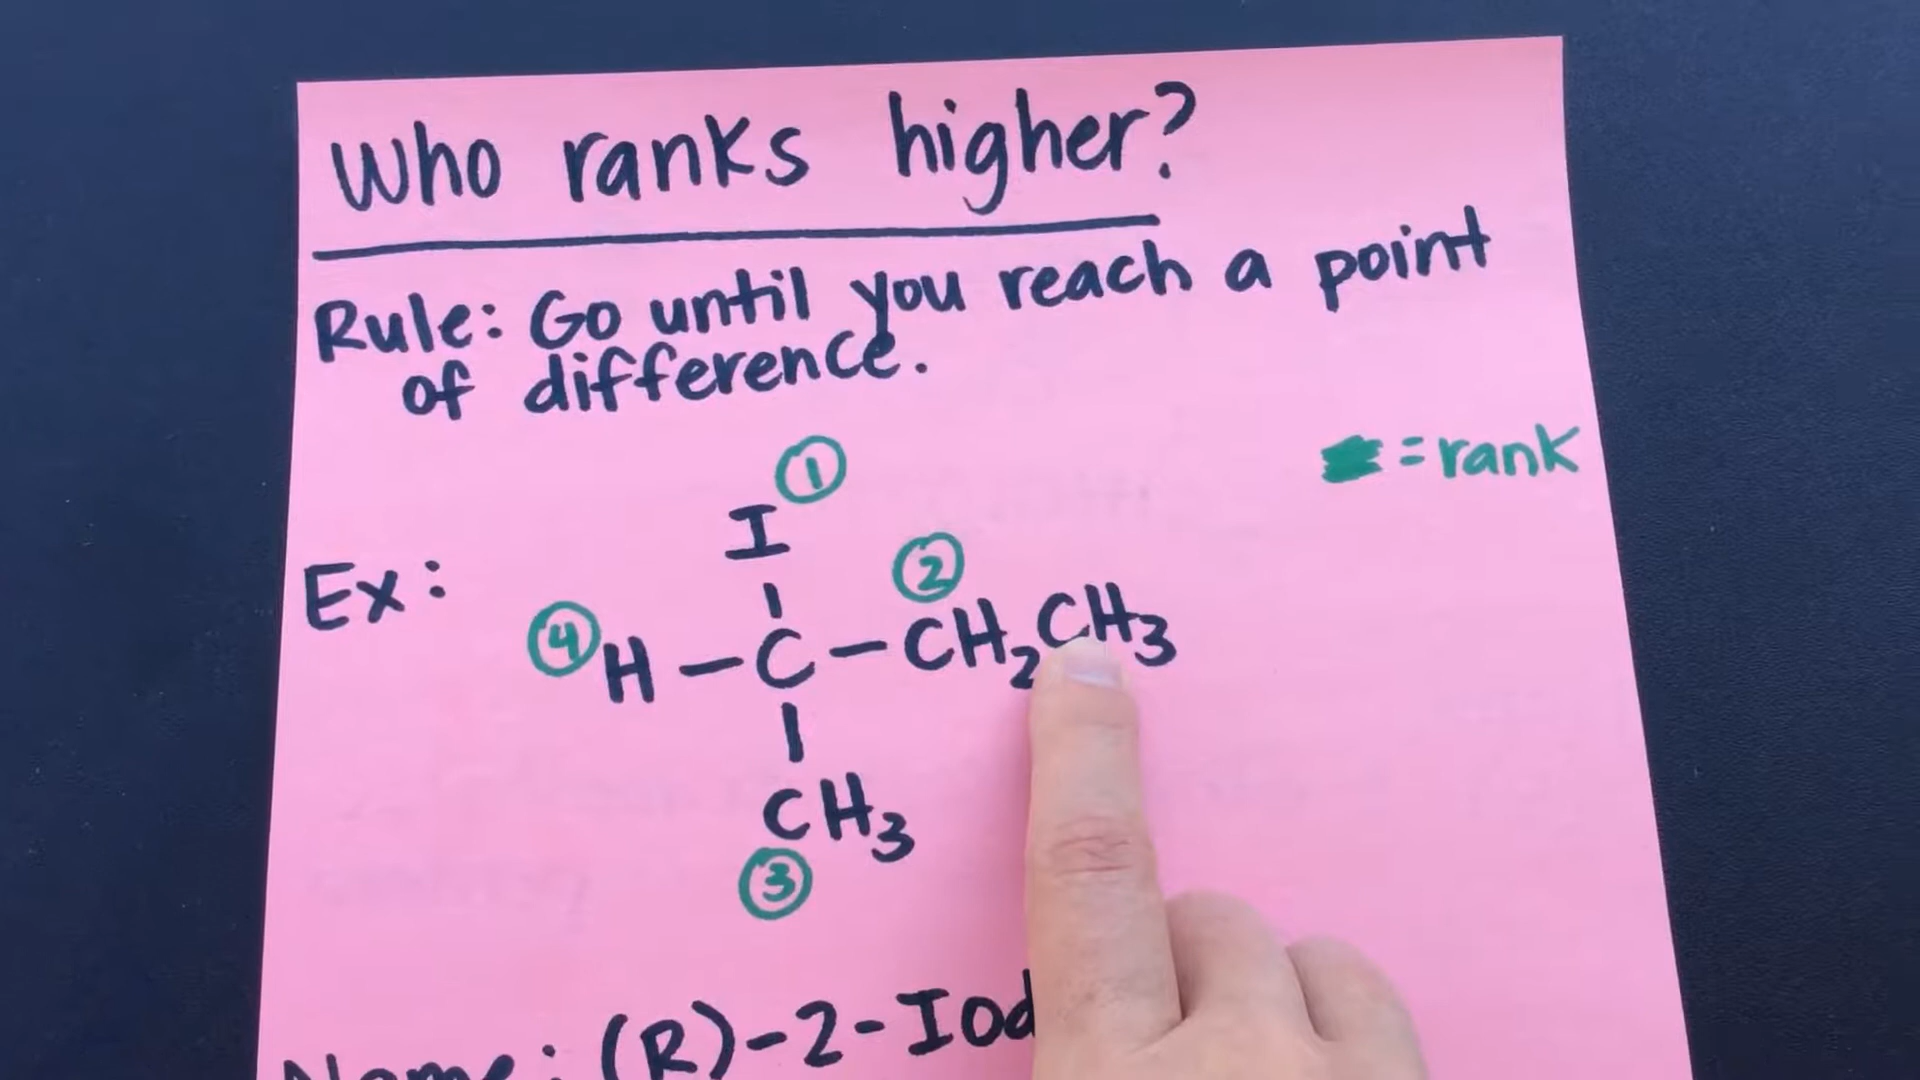 Who ranks higher?
Rule: Go until you reach a point
of difference.
= rank
①
I
Ex:
②
④ H - C - CH₂CH₃
CH₃
③
Name: (R)-2-Iod